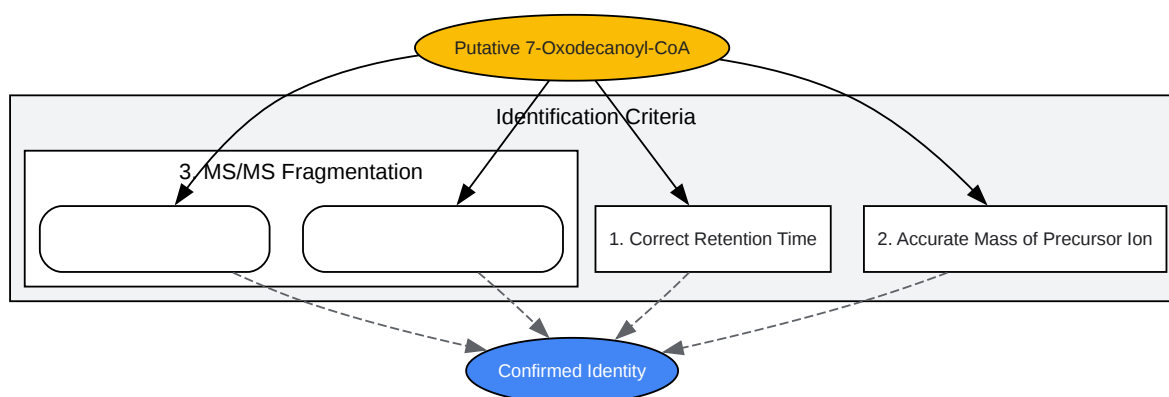 Putative 7-Oxodecanoyl-CoA
Identification Criteria
3. MS/MS Fragmentation
1. Correct Retention Time
2. Accurate Mass of Precursor Ion
Confirmed Identity